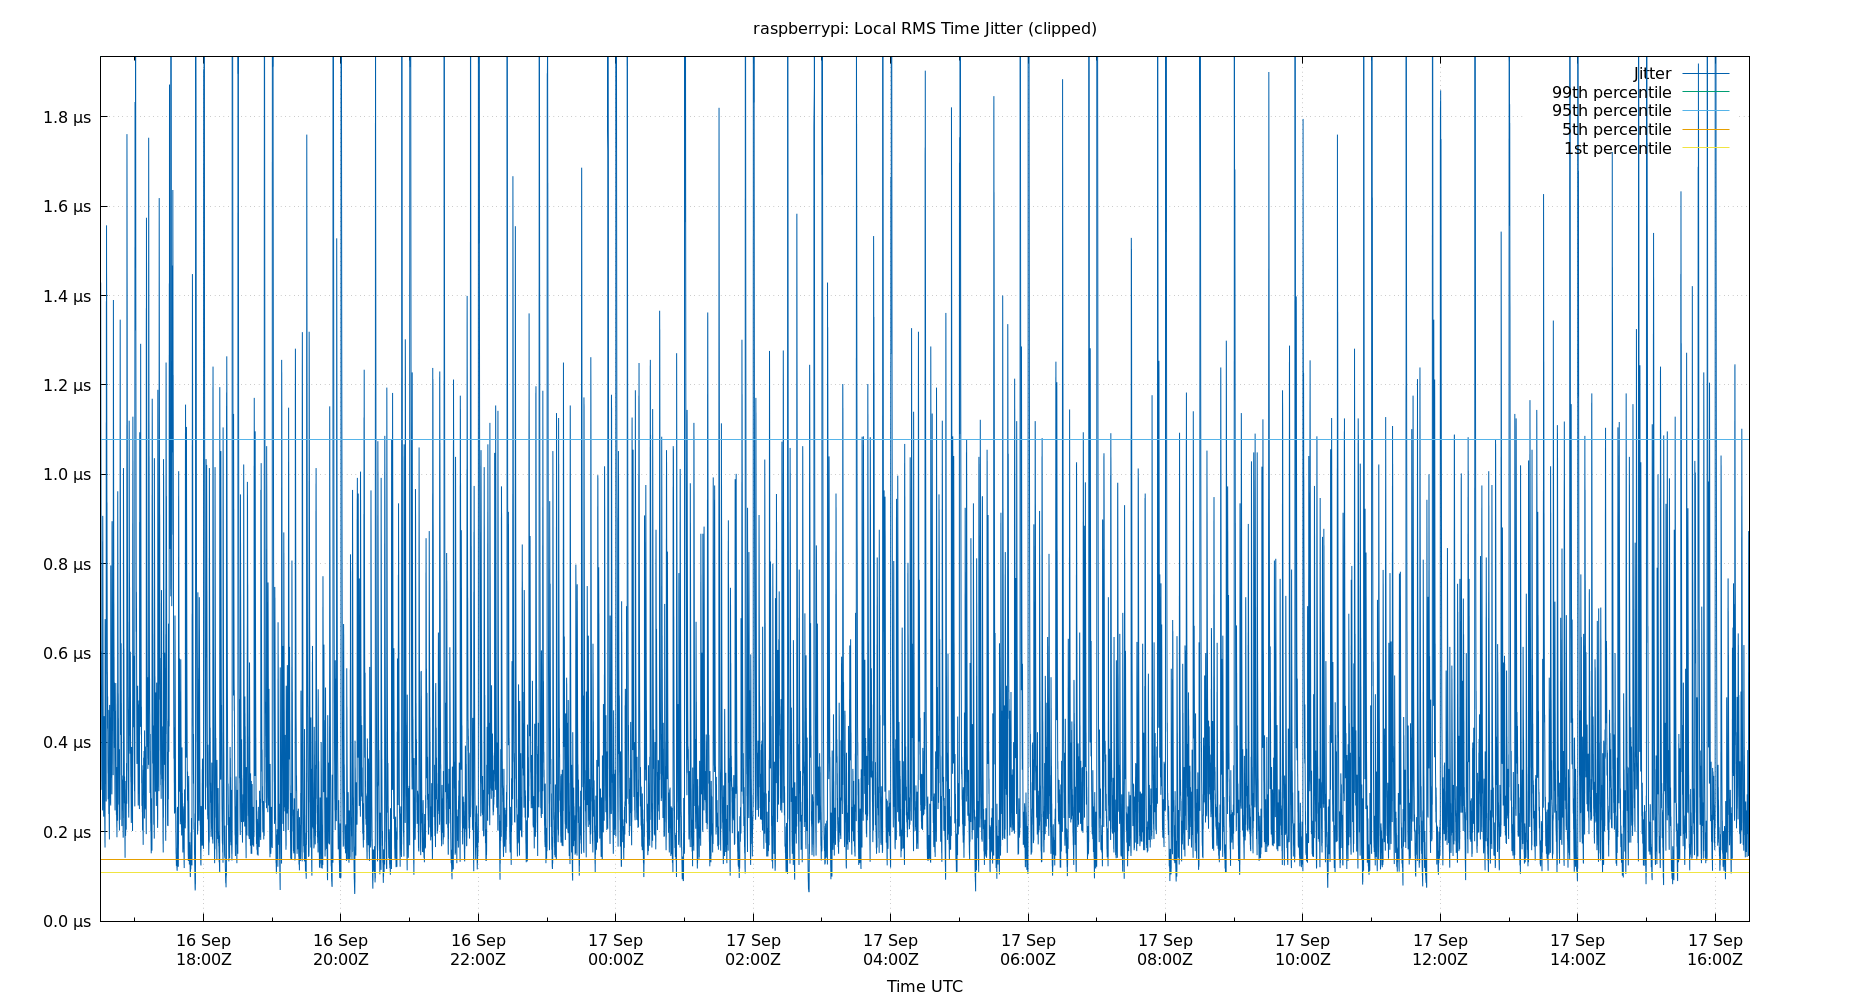 raspberrypi: Local RMS Time Jitter (clipped)
Jitter
99th percentile
95th percentile
5th percentile
1st percentile
1.8 µs
1.6 µs
1.4 µs
1.2 µs
1.0 µs
0.8 µs
0.6 µs
0.4 µs
0.2 µs
0.0 µs
16 Sep 16 Sep 16 Sep 17 Sep 17 Sep 17 Sep 17 Sep 17 Sep 17 Sep 17 Sep 17 Sep 17 Sep
18:00Z 20:00Z 22:00Z 00:00Z 02:00Z 04:00Z 06:00Z 08:00Z 10:00Z 12:00Z 14:00Z 16:00Z
Time UTC